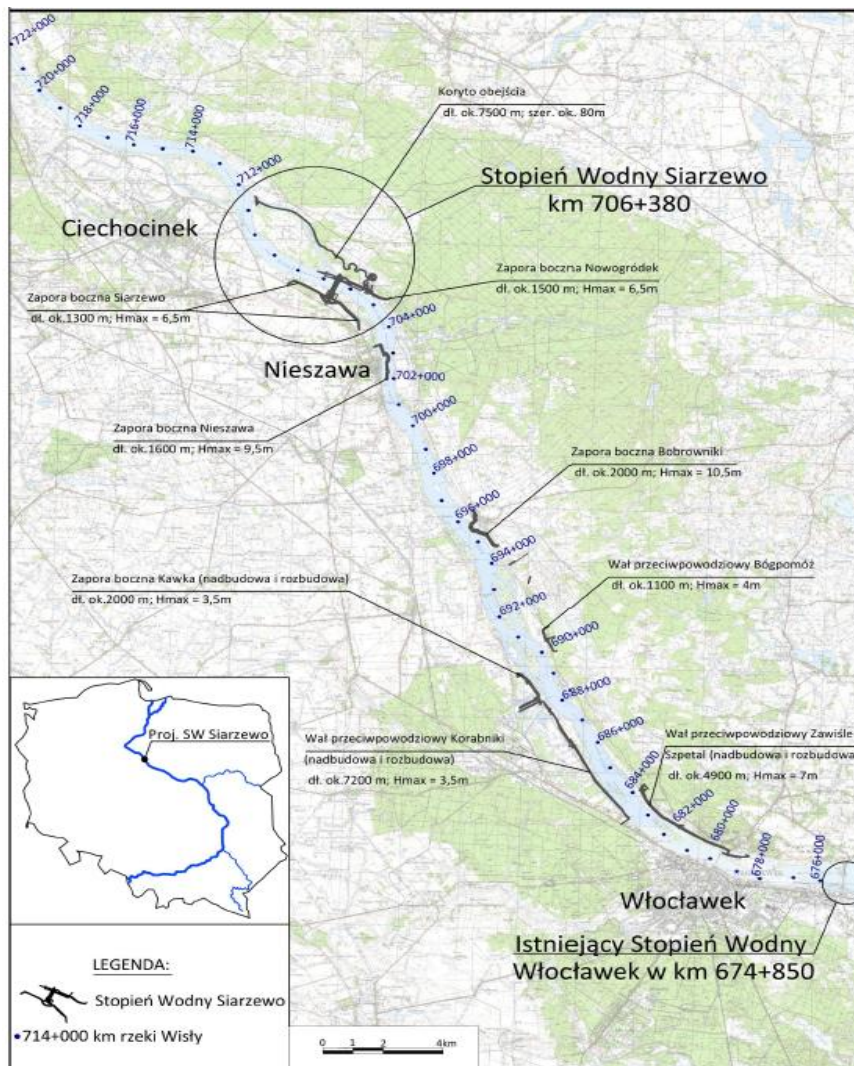 722+000
720+000
718+000
716+000
714+000
712+000
Koryto obejścia
dł. ok.7500 m; szer. ok. 80m
Stopień Wodny Siarzewo
km 706+380
Ciechocinek
Zapora boczna Nowogródek
dł. ok.1500 m; Hmax = 6,5m
Zapora boczna Siarzewo
dł. ok.1300 m; Hmax = 6,5m
704+000
Nieszawa
702+000
700+000
Zapora boczna Nieszawa
dł. ok.1600 m; Hmax = 9,5m
698+000
Zapora boczna Bobrowniki
dł. ok.2000 m; Hmax = 10,5m
696+000
694+000
Zapora boczna Kawka (nadbudowa i rozbudowa)
dł. ok.2000 m; Hmax = 3,5m
Wał przeciwpowodziowy Bógpomóż
dł. ok.1100 m; Hmax = 4m
692+000
690+000
688+000
Proj. SW Siarzewo
Wał przeciwpowodziowy Korabniki
(nadbudowa i rozbudowa)
dł. ok.7200 m; Hmax = 3,5m
686+000
Wał przeciwpowodziowy Zawiśle
Szpetal (nadbudowa i rozbudowa
dł. ok.4900 m; Hmax = 7m
684+000
682+000
680+000
678+000
676+000
Włocławek
Istniejący Stopień Wodny
Włocławek w km 674+850
LEGENDA:
Stopień Wodny Siarzewo
714+000 km rzeki Wisły
0 1 2 4km